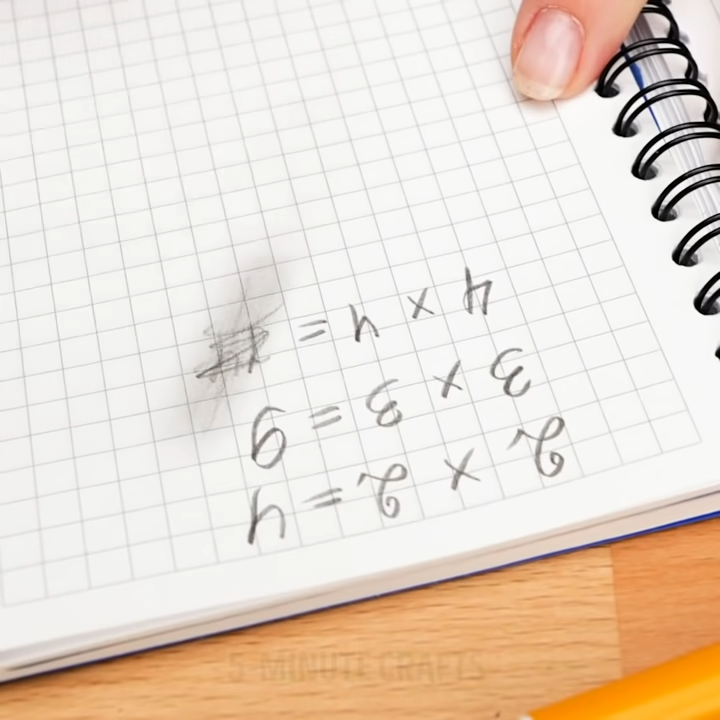 2 x 2 = 4
3 x 3 = 9
4 x 4 =
5-MINUTE CRAFTS